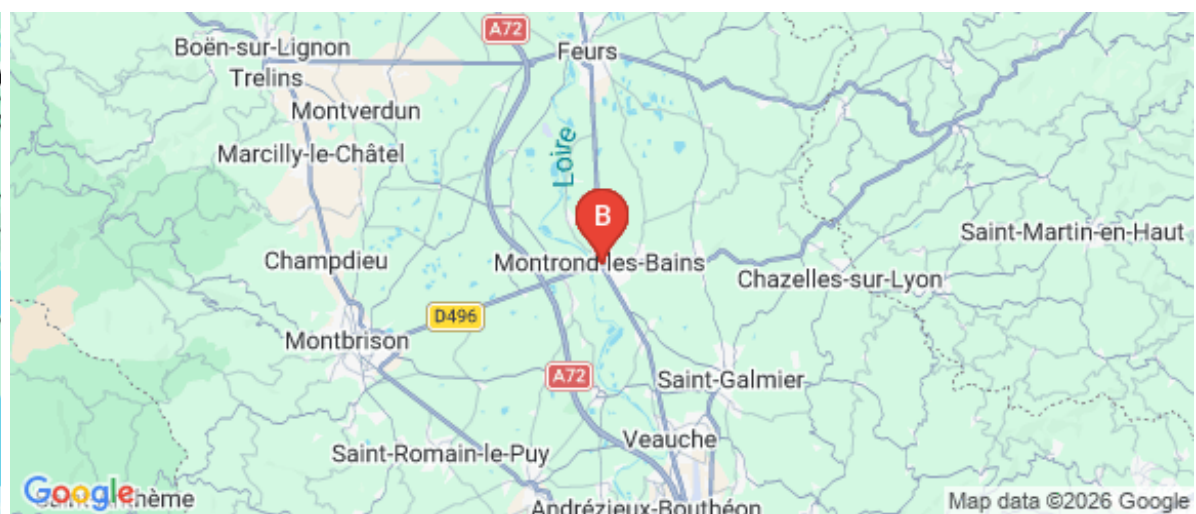 A72
Boën-sur-Lignon
Feurs
Trelins
Montverdun
Loire
Marcilly-le-Châtel
B
Saint-Martin-en-Haut
Champdieu
Montrond-les-Bains
Chazelles-sur-Lyon
D496
Montbrison
A72
Saint-Galmier
Veauche
Saint-Romain-le-Puy
Google
Andrézieux-Bouthéon
Map data ©2026 Google